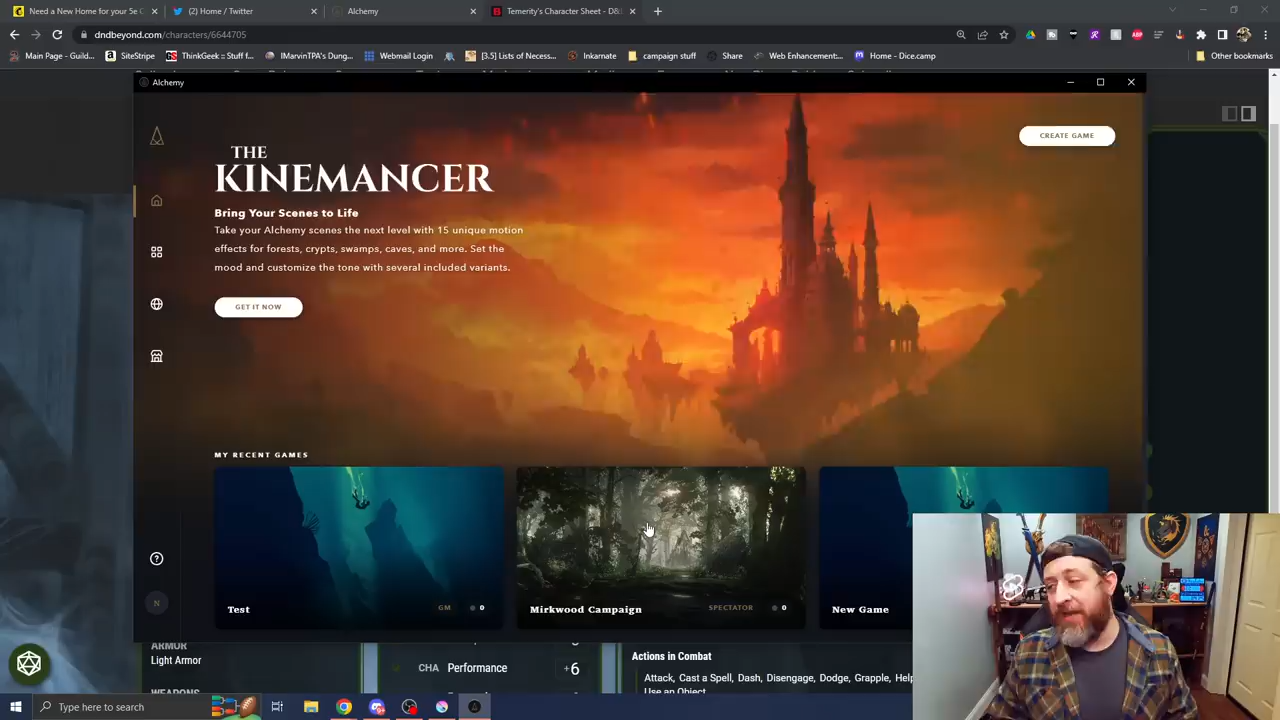 Need a New Home for your 5e C
(2) Home / Twitter
Alchemy
Temerity's Character Sheet - D&
dndbeyond.com/characters/6644705
Main Page - Guild...
SiteStripe
ThinkGeek :: Stuff f...
IMarvinTPA's Dung...
Webmail Login
[3.5] Lists of Necess...
Inkarnate
campaign stuff
Share
Web Enhancement:...
Home - Dice.camp
Other bookmarks
Alchemy
CREATE GAME
THE
KINEMANCER
Bring Your Scenes to Life
Take your Alchemy scenes the next level with 15 unique motion
effects for forests, crypts, swamps, caves, and more. Set the
mood and customize the tone with several included variants.
GET IT NOW
MY RECENT GAMES
Test
GM
0
Mirkwood Campaign
SPECTATOR
0
New Game
N
ARMOR
Light Armor
WEAPONS
CHA Performance +6
Actions in Combat
Attack, Cast a Spell, Dash, Disengage, Dodge, Grapple, Help
Use an Object
Type here to search